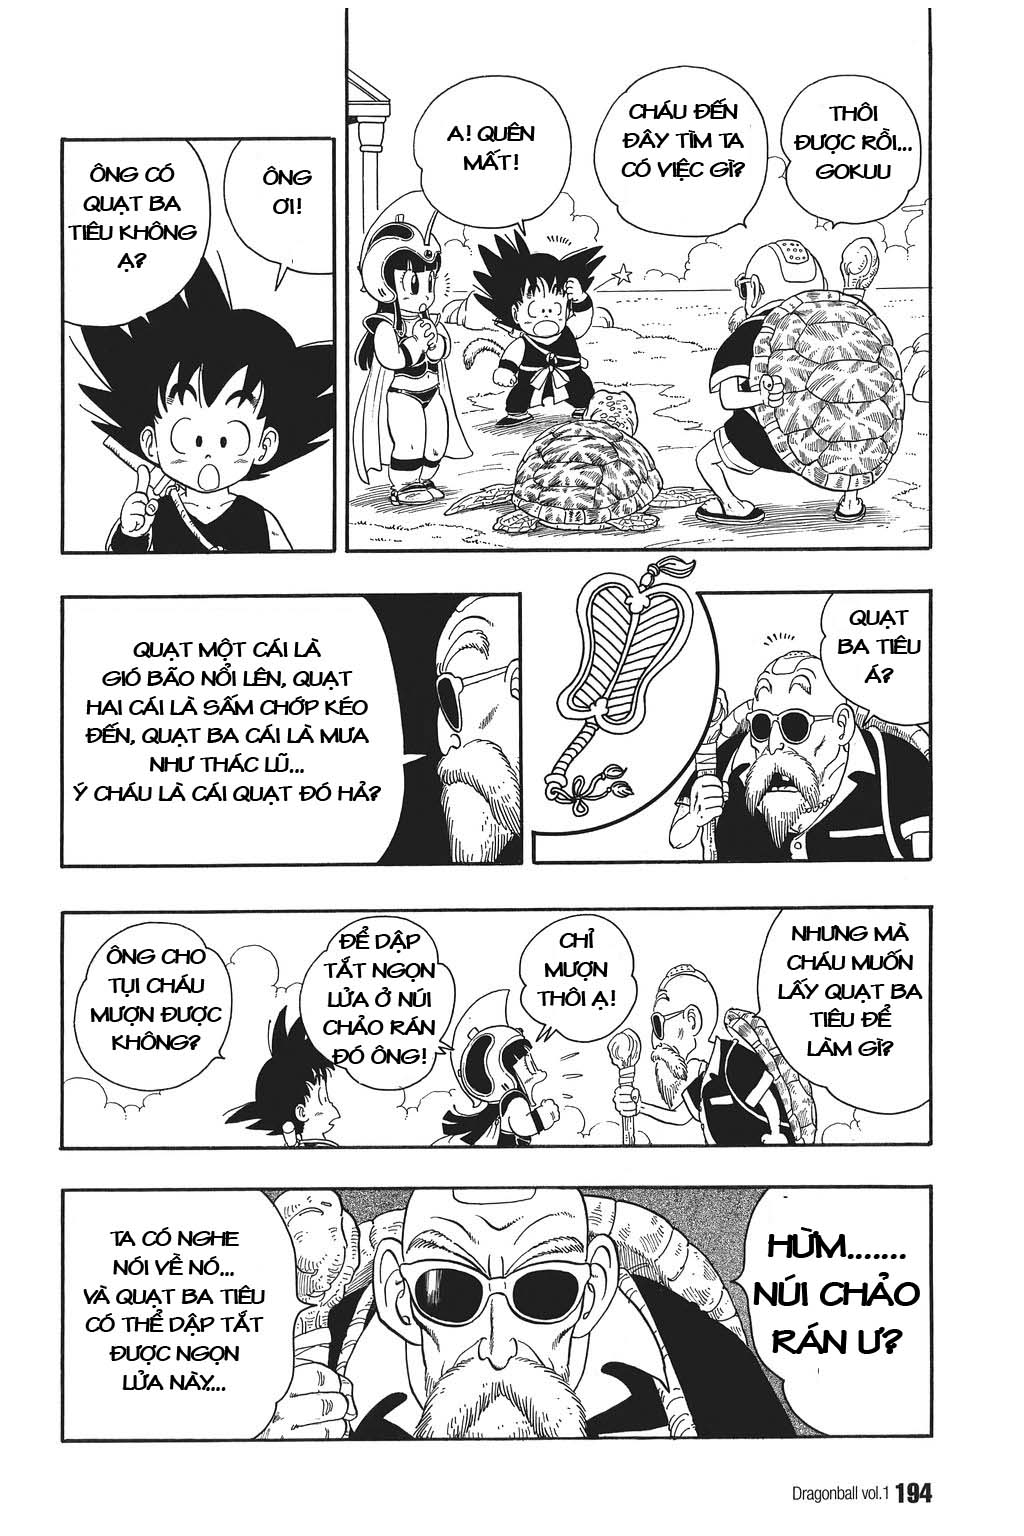 THÔI
ĐƯỢC RỒI...
GOKUU
CHÁU ĐẾN
ĐÂY TÌM TA
CÓ VIỆC GÌ?
A! QUÊN
MẤT!
ÔNG
ƠI!
ÔNG CÓ
QUẠT BA
TIÊU KHÔNG
Ạ?
QUẠT
BA TIÊU
Á?
QUẠT MỘT CÁI LÀ
GIÓ BÃO NỔI LÊN, QUẠT
HAI CÁI LÀ SẤM CHỚP KÉO
ĐẾN, QUẠT BA CÁI LÀ MƯA
NHƯ THÁC LŨ...
Ý CHÁU LÀ CÁI QUẠT ĐÓ HẢ?
NHƯNG MÀ
CHÁU MUỐN
LẤY QUẠT BA
TIÊU ĐỂ
LÀM GÌ?
CHỈ
MƯỢN
THÔI Ạ!
ĐỂ DẬP
TẮT NGỌN
LỬA Ở NÚI
CHẢO RÁN
ĐÓ ÔNG!
ÔNG CHO
TỤI CHÁU
MƯỢN ĐƯỢC
KHÔNG?
HỪM.......
NÚI CHẢO
RÁN Ư?
TA CÓ NGHE
NÓI VỀ NÓ...
VÀ QUẠT BA TIÊU
CÓ THỂ DẬP TẮT
ĐƯỢC NGỌN
LỬA NÀY....
Dragonball vol.1 194